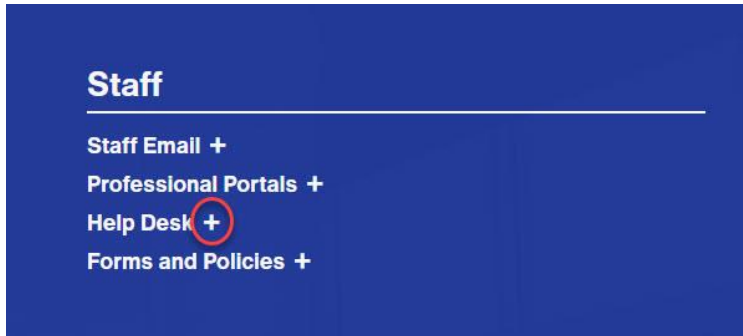 Staff
Staff Email +
Professional Portals +
Help Desk +
Forms and Policies +